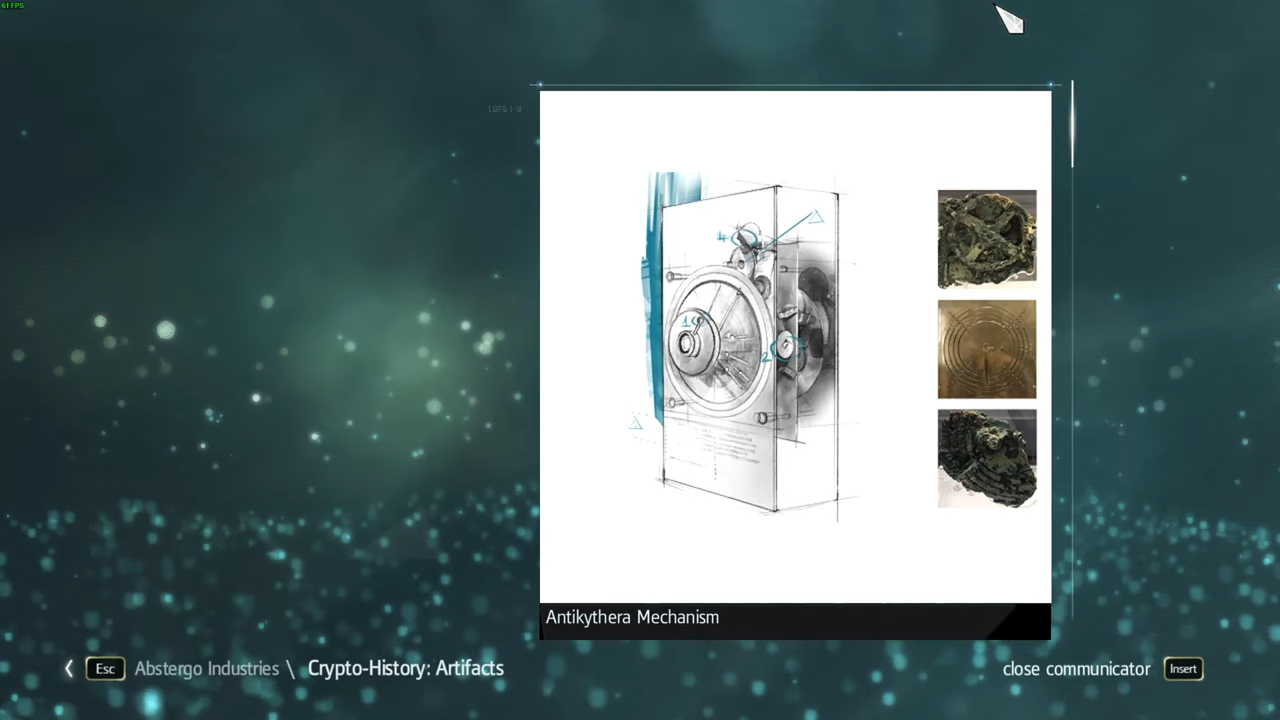 61 FPS
Antikythera Mechanism
Esc Abstergo Industries \ Crypto-History: Artifacts
close communicator Insert